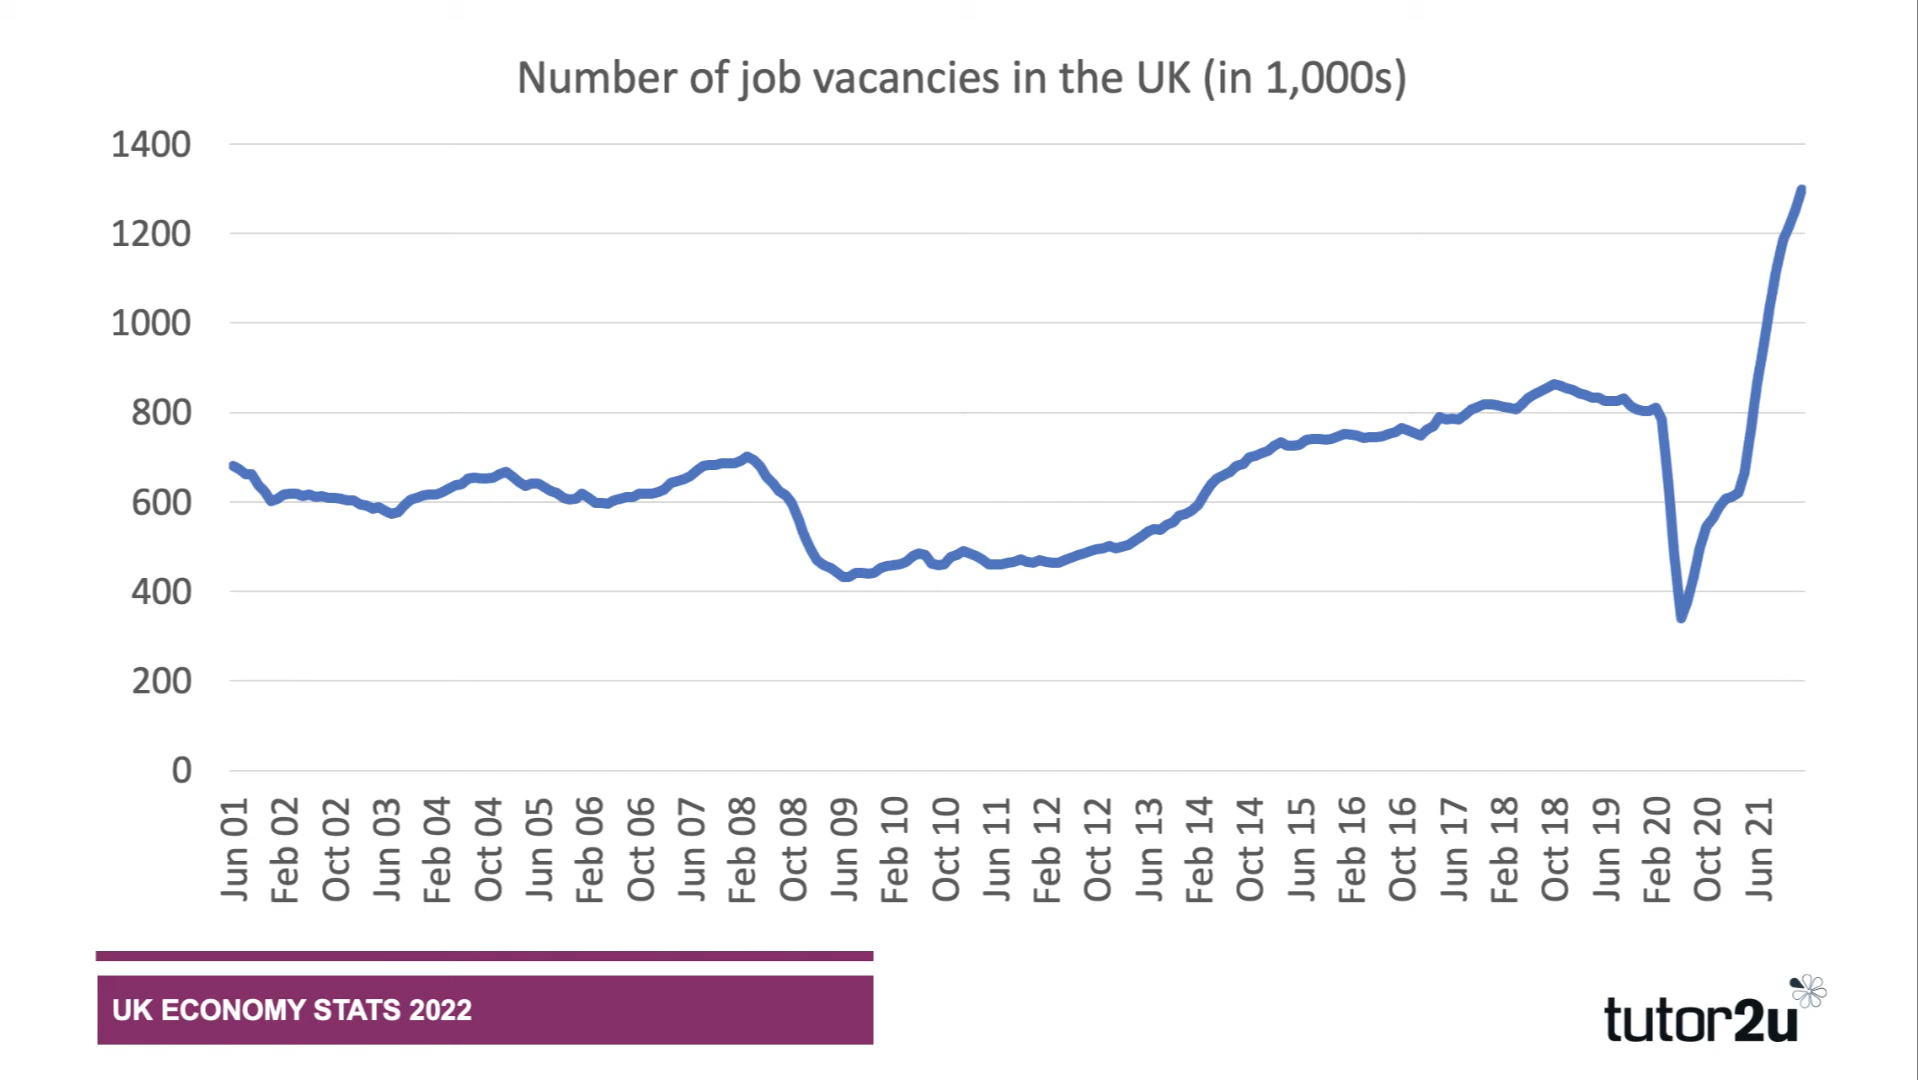 Number of job vacancies in the UK (in 1,000s)
1400
1200
1000
800
600
400
200
0
Jun 01
Feb 02
Oct 02
Jun 03
Feb 04
Oct 04
Jun 05
Feb 06
Oct 06
Jun 07
Feb 08
Oct 08
Jun 09
Feb 10
Oct 10
Jun 11
Feb 12
Oct 12
Jun 13
Feb 14
Oct 14
Jun 15
Feb 16
Oct 16
Jun 17
Feb 18
Oct 18
Jun 19
Feb 20
Oct 20
Jun 21
UK ECONOMY STATS 2022
tutor2u